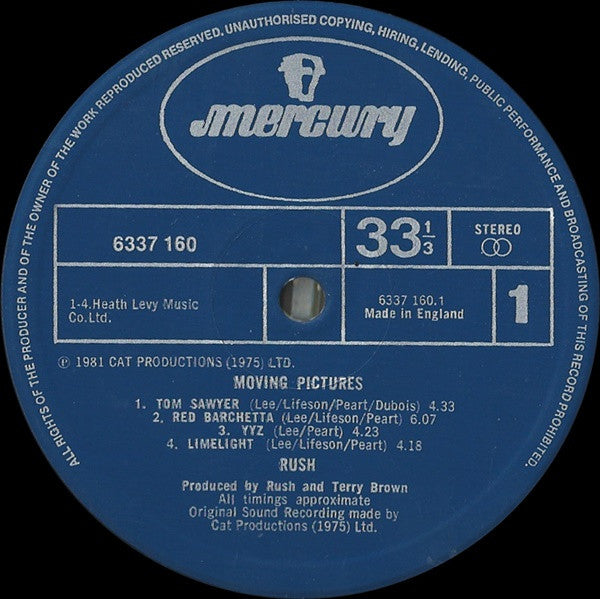 ALL RIGHTS OF THE PRODUCER AND OF THE OWNER OF THE WORK REPRODUCED RESERVED. UNAUTHORISED COPYING, HIRING, LENDING, PUBLIC PERFORMANCE AND BROADCASTING OF THIS RECORD PROHIBITED.
mercury
6337 160
33 1/3
STEREO
1-4.Heath Levy Music
Co.Ltd.
6337 160.1
Made in England
1
℗ 1981 CAT PRODUCTIONS (1975) LTD.
MOVING PICTURES
1. TOM SAWYER (Lee/Lifeson/Peart/Dubois) 4.33
2. RED BARCHETTA (Lee/Lifeson/Peart) 6.07
3. YYZ (Lee/Peart) 4.23
4. LIMELIGHT (Lee/Lifeson/Peart) 4.18
RUSH
Produced by Rush and Terry Brown
All timings approximate
Original Sound Recording made by
Cat Productions (1975) Ltd.